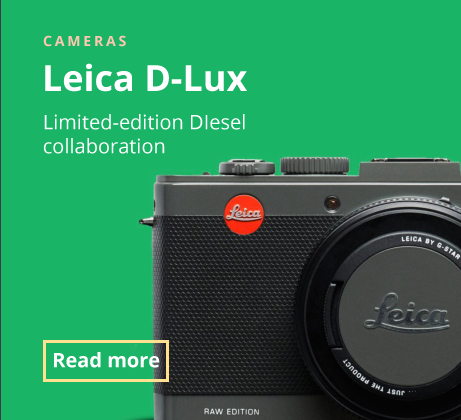 CAMERAS
Leica D-Lux
Limited-edition DIesel
collaboration
Leica
LEICA BY G-STAR
Leica
JUST THE PRODUCT
Read more
RAW EDITION